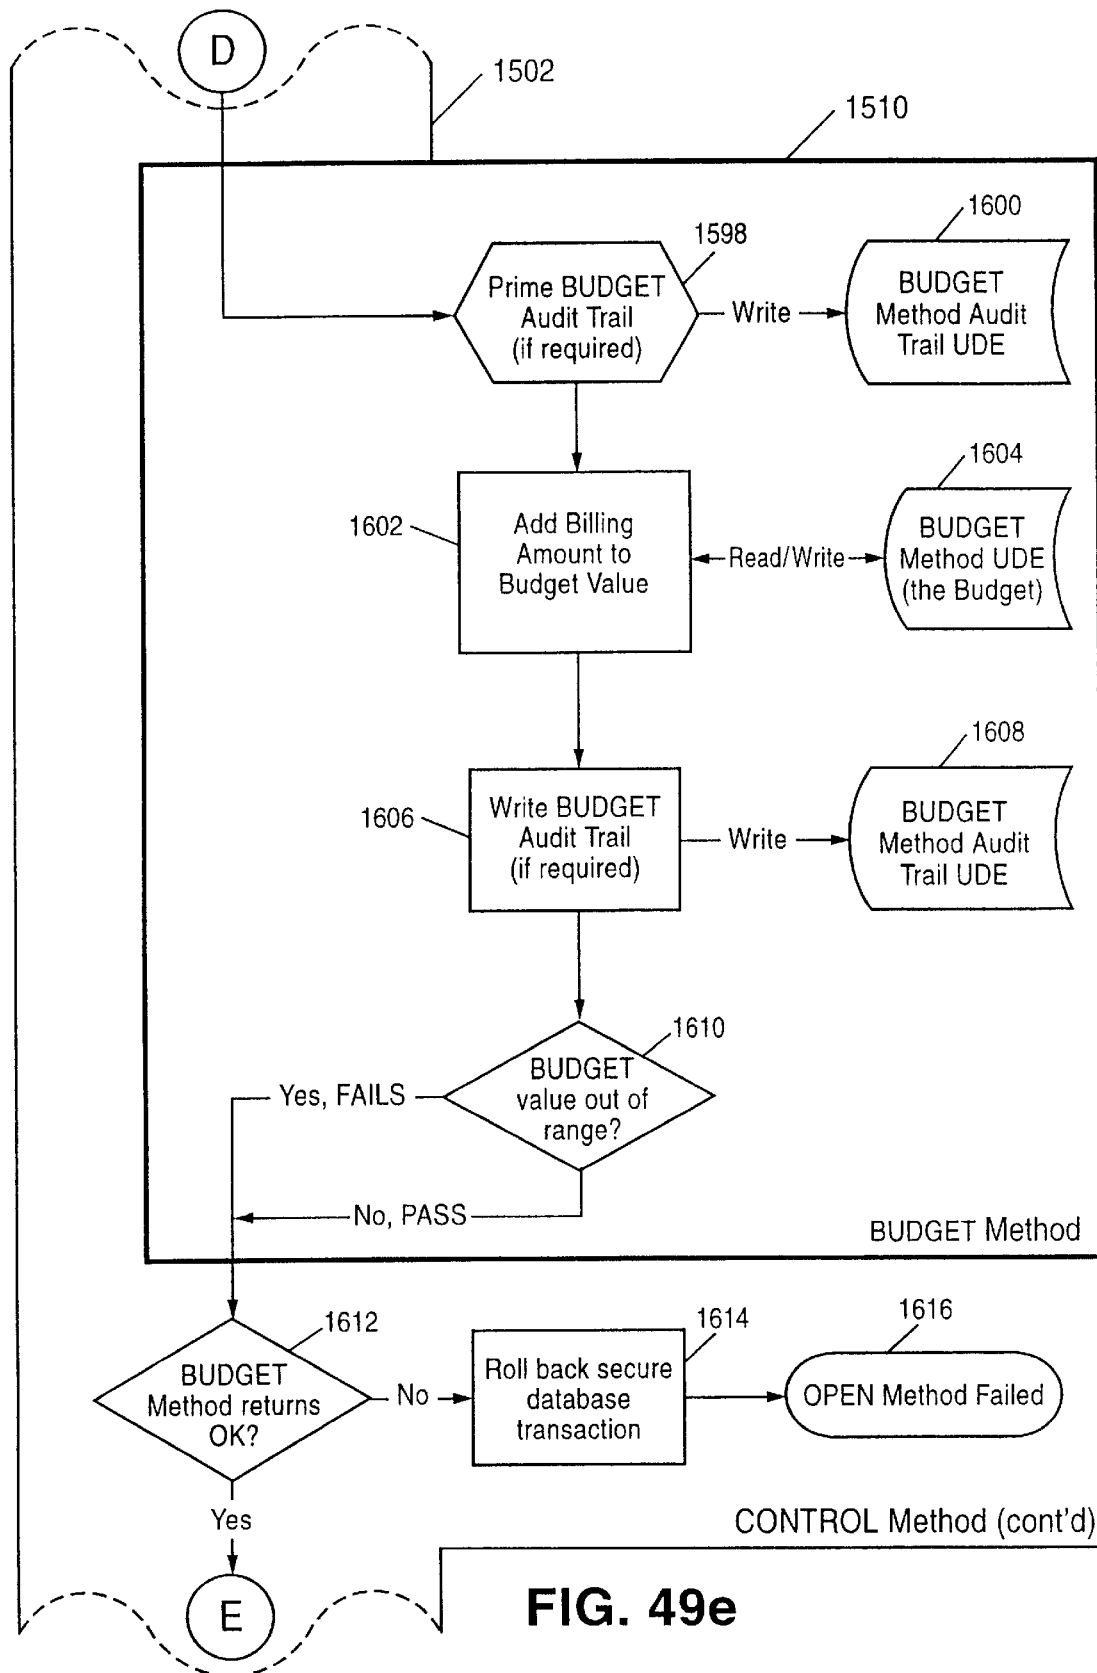 D
1502
1510
1600
1598
Prime BUDGET
Audit Trail
(if required)
Write
BUDGET
Method Audit
Trail UDE
1604
1602
Add Billing
Amount to
Budget Value
Read/Write
BUDGET
Method UDE
(the Budget)
1608
1606
Write BUDGET
Audit Trail
(if required)
Write
BUDGET
Method Audit
Trail UDE
1610
BUDGET
value out of
range?
Yes, FAILS
No, PASS
BUDGET Method
1612
BUDGET
Method returns
OK?
No
1614
Roll back secure
database
transaction
1616
OPEN Method Failed
Yes
CONTROL Method (cont'd)
E
FIG. 49e